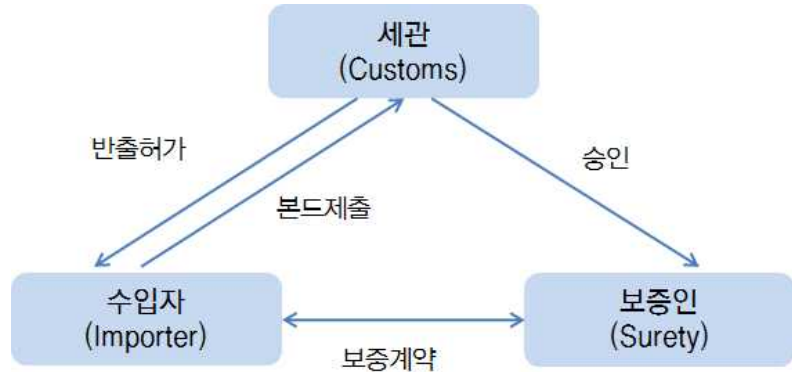 세관
(Customs)
반출허가
승인
본드제출
수입자
(Importer)
보증인
(Surety)
보증계약